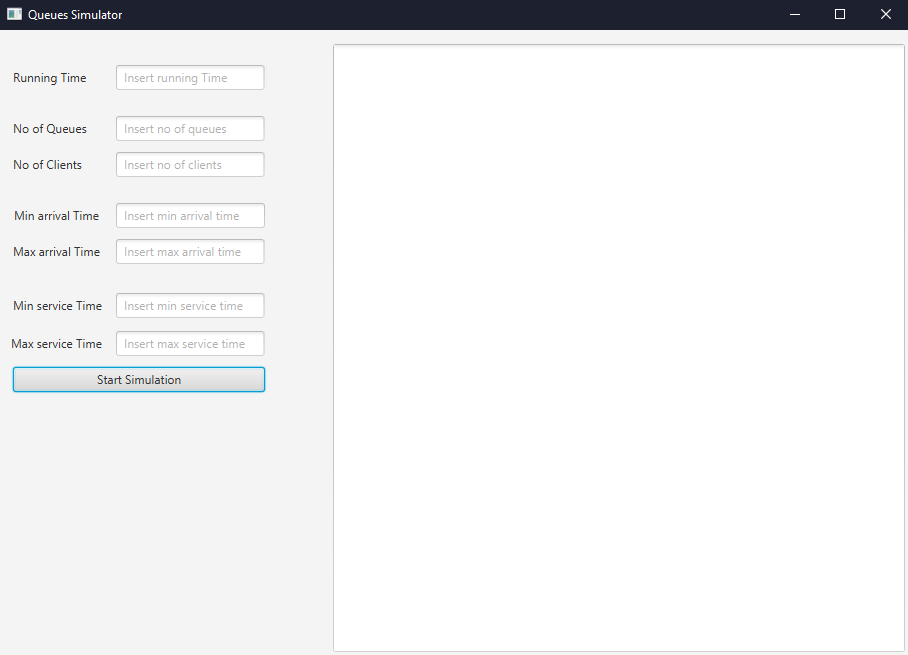 Queues Simulator
Running Time Insert running Time
No of Queues Insert no of queues
No of Clients Insert no of clients
Min arrival Time Insert min arrival time
Max arrival Time Insert max arrival time
Min service Time Insert min service time
Max service Time Insert max service time
Start Simulation